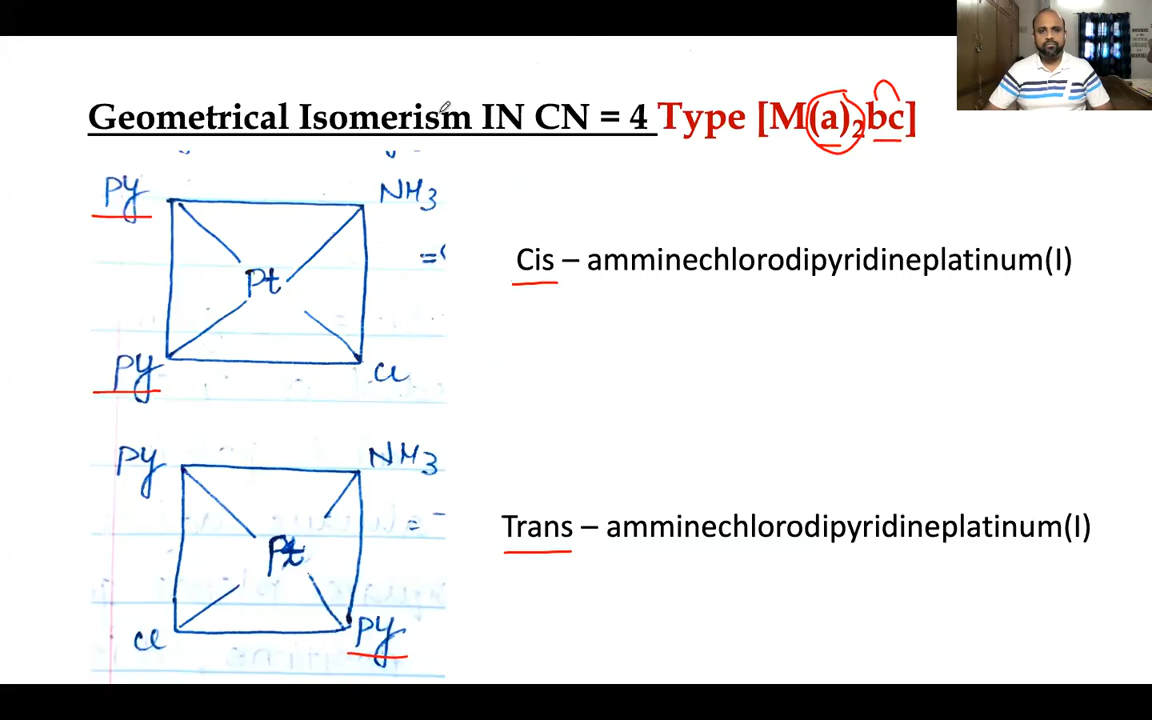 Geometrical Isomerism IN CN = 4 Type [M(a)2bc]
Py NH3
=
Pt
Cis – amminechlorodipyridineplatinum(I)
Py Cl
Py NH3
=
Pt
Trans – amminechlorodipyridineplatinum(I)
Cl Py